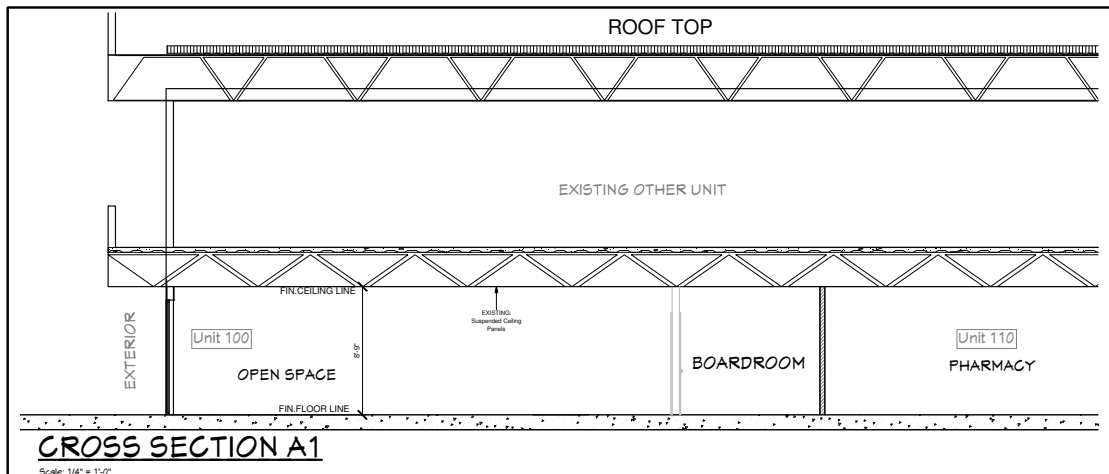 ROOF TOP
EXISTING OTHER UNIT
FIN.CEILING LINE
EXISTING:
Suspended Ceiling
Panels
EXTERIOR
Unit 100
8'-9"
Unit 110
BOARDROOM
PHARMACY
OPEN SPACE
FIN.FLOOR LINE
CROSS SECTION A1
Scale: 1/4" = 1'-0"